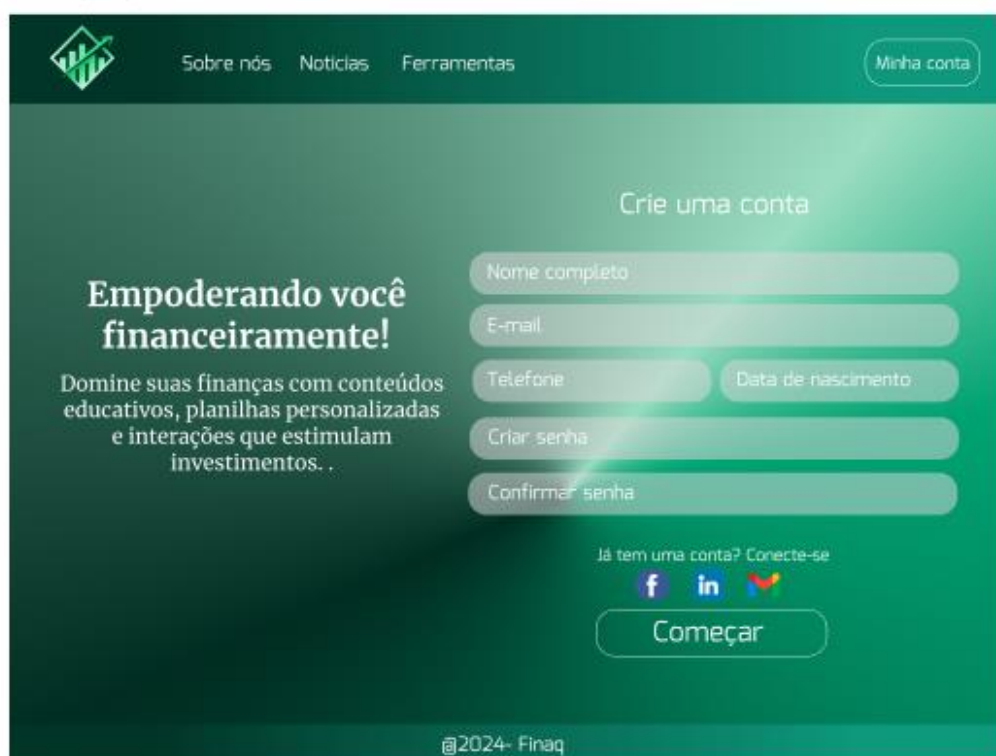 Sobre nós Noticias Ferramentas Minha conta
Empoderando você
financeiramente!
Domine suas finanças com conteúdos
educativos, planilhas personalizadas
e interações que estimulam
investimentos. .
Crie uma conta
Nome completo
E-mail
Telefone Data de nascimento
Criar senha
Confirmar senha
Já tem uma conta? Conecte-se
f in
Começar
@2024- Finaq